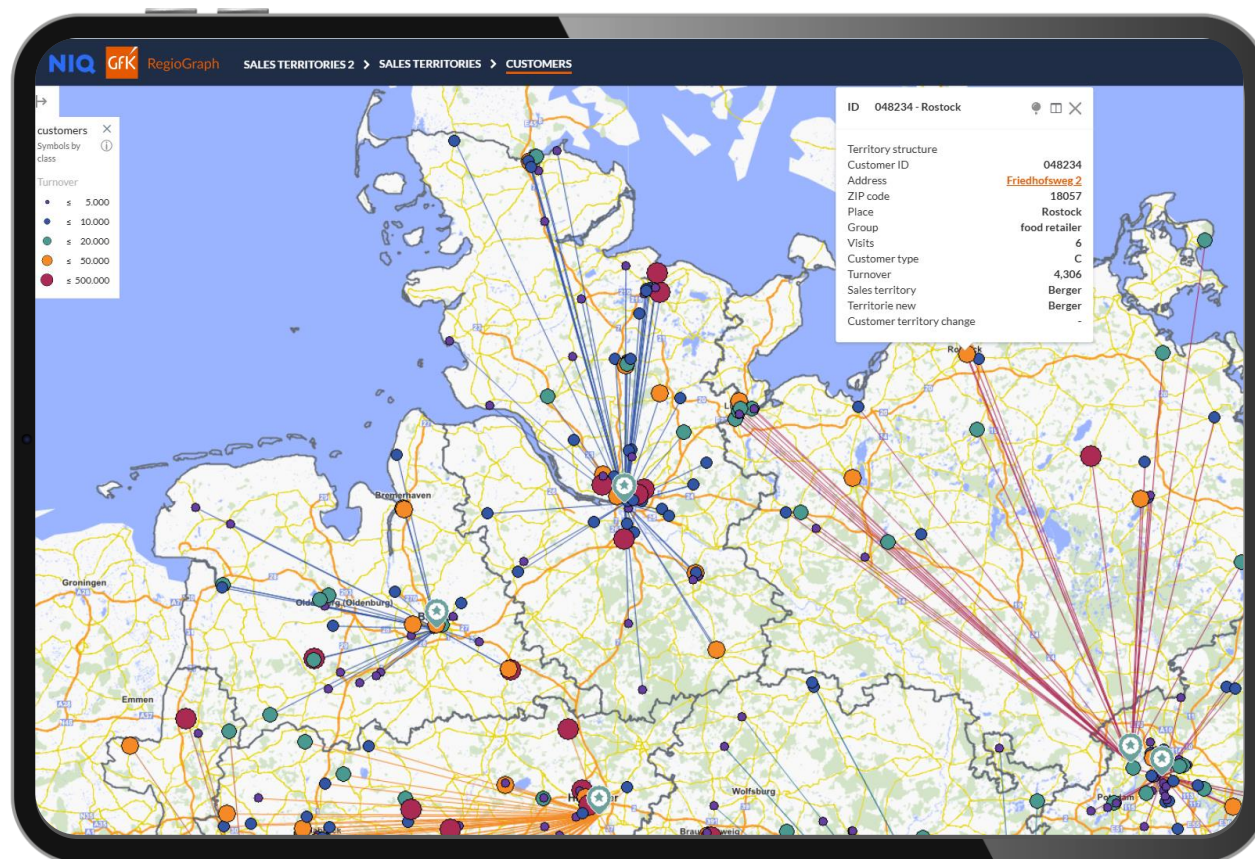 NIQ GfK RegioGraph SALES TERRITORIES 2 > SALES TERRITORIES > CUSTOMERS
customers
Symbols by
class
Turnover
≤ 5.000
≤ 10.000
≤ 20.000
≤ 50.000
≤ 500.000
ID 048234 - Rostock
Territory structure
Customer ID 048234
Address Friedhofsweg 2
ZIP code 18057
Place Rostock
Group food retailer
Visits 6
Customer type C
Turnover 4,306
Sales territory Berger
Territorie new Berger
Customer territory change -
Bremerhaven
Groningen
(Oldenburg)
Emmen
Wolfsburg